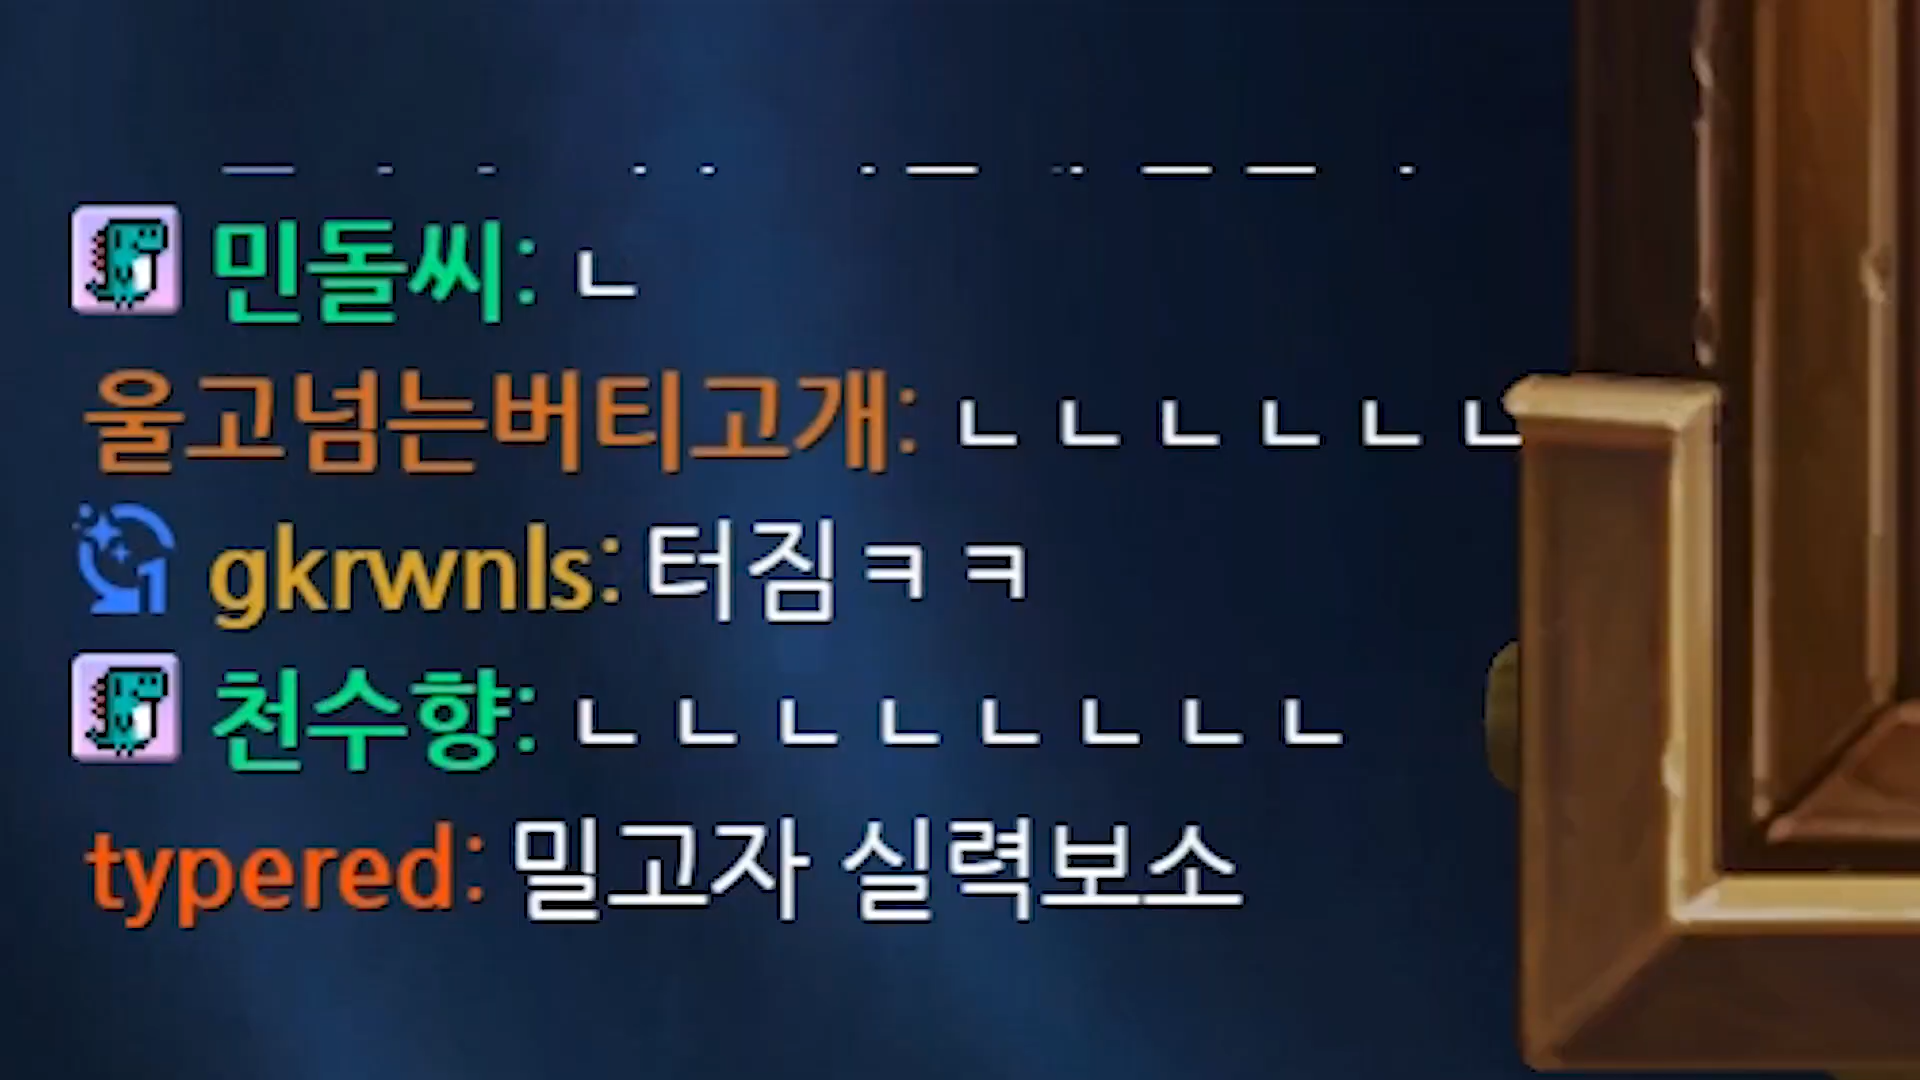 민돌씨: ㄴ
울고넘는버티고개: ㄴㄴㄴㄴㄴㄴ
gkrwnls: 터짐ㅋㅋ
천수향: ㄴㄴㄴㄴㄴㄴㄴㄴ
typered: 밀고자 실력보소